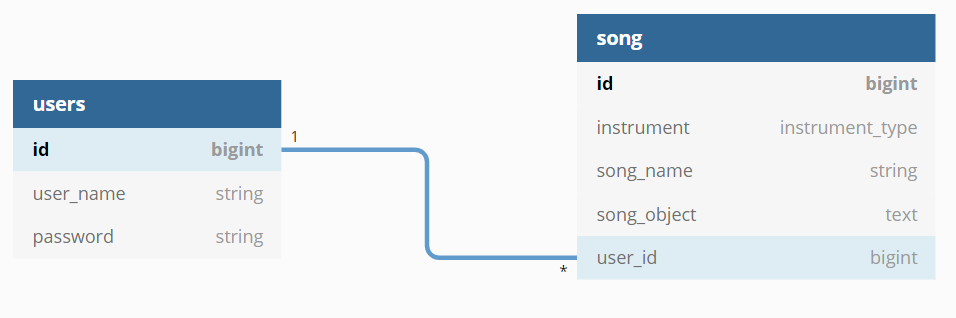 users
id bigint
user_name string
password string
1
*
song
id bigint
instrument instrument_type
song_name string
song_object text
user_id bigint